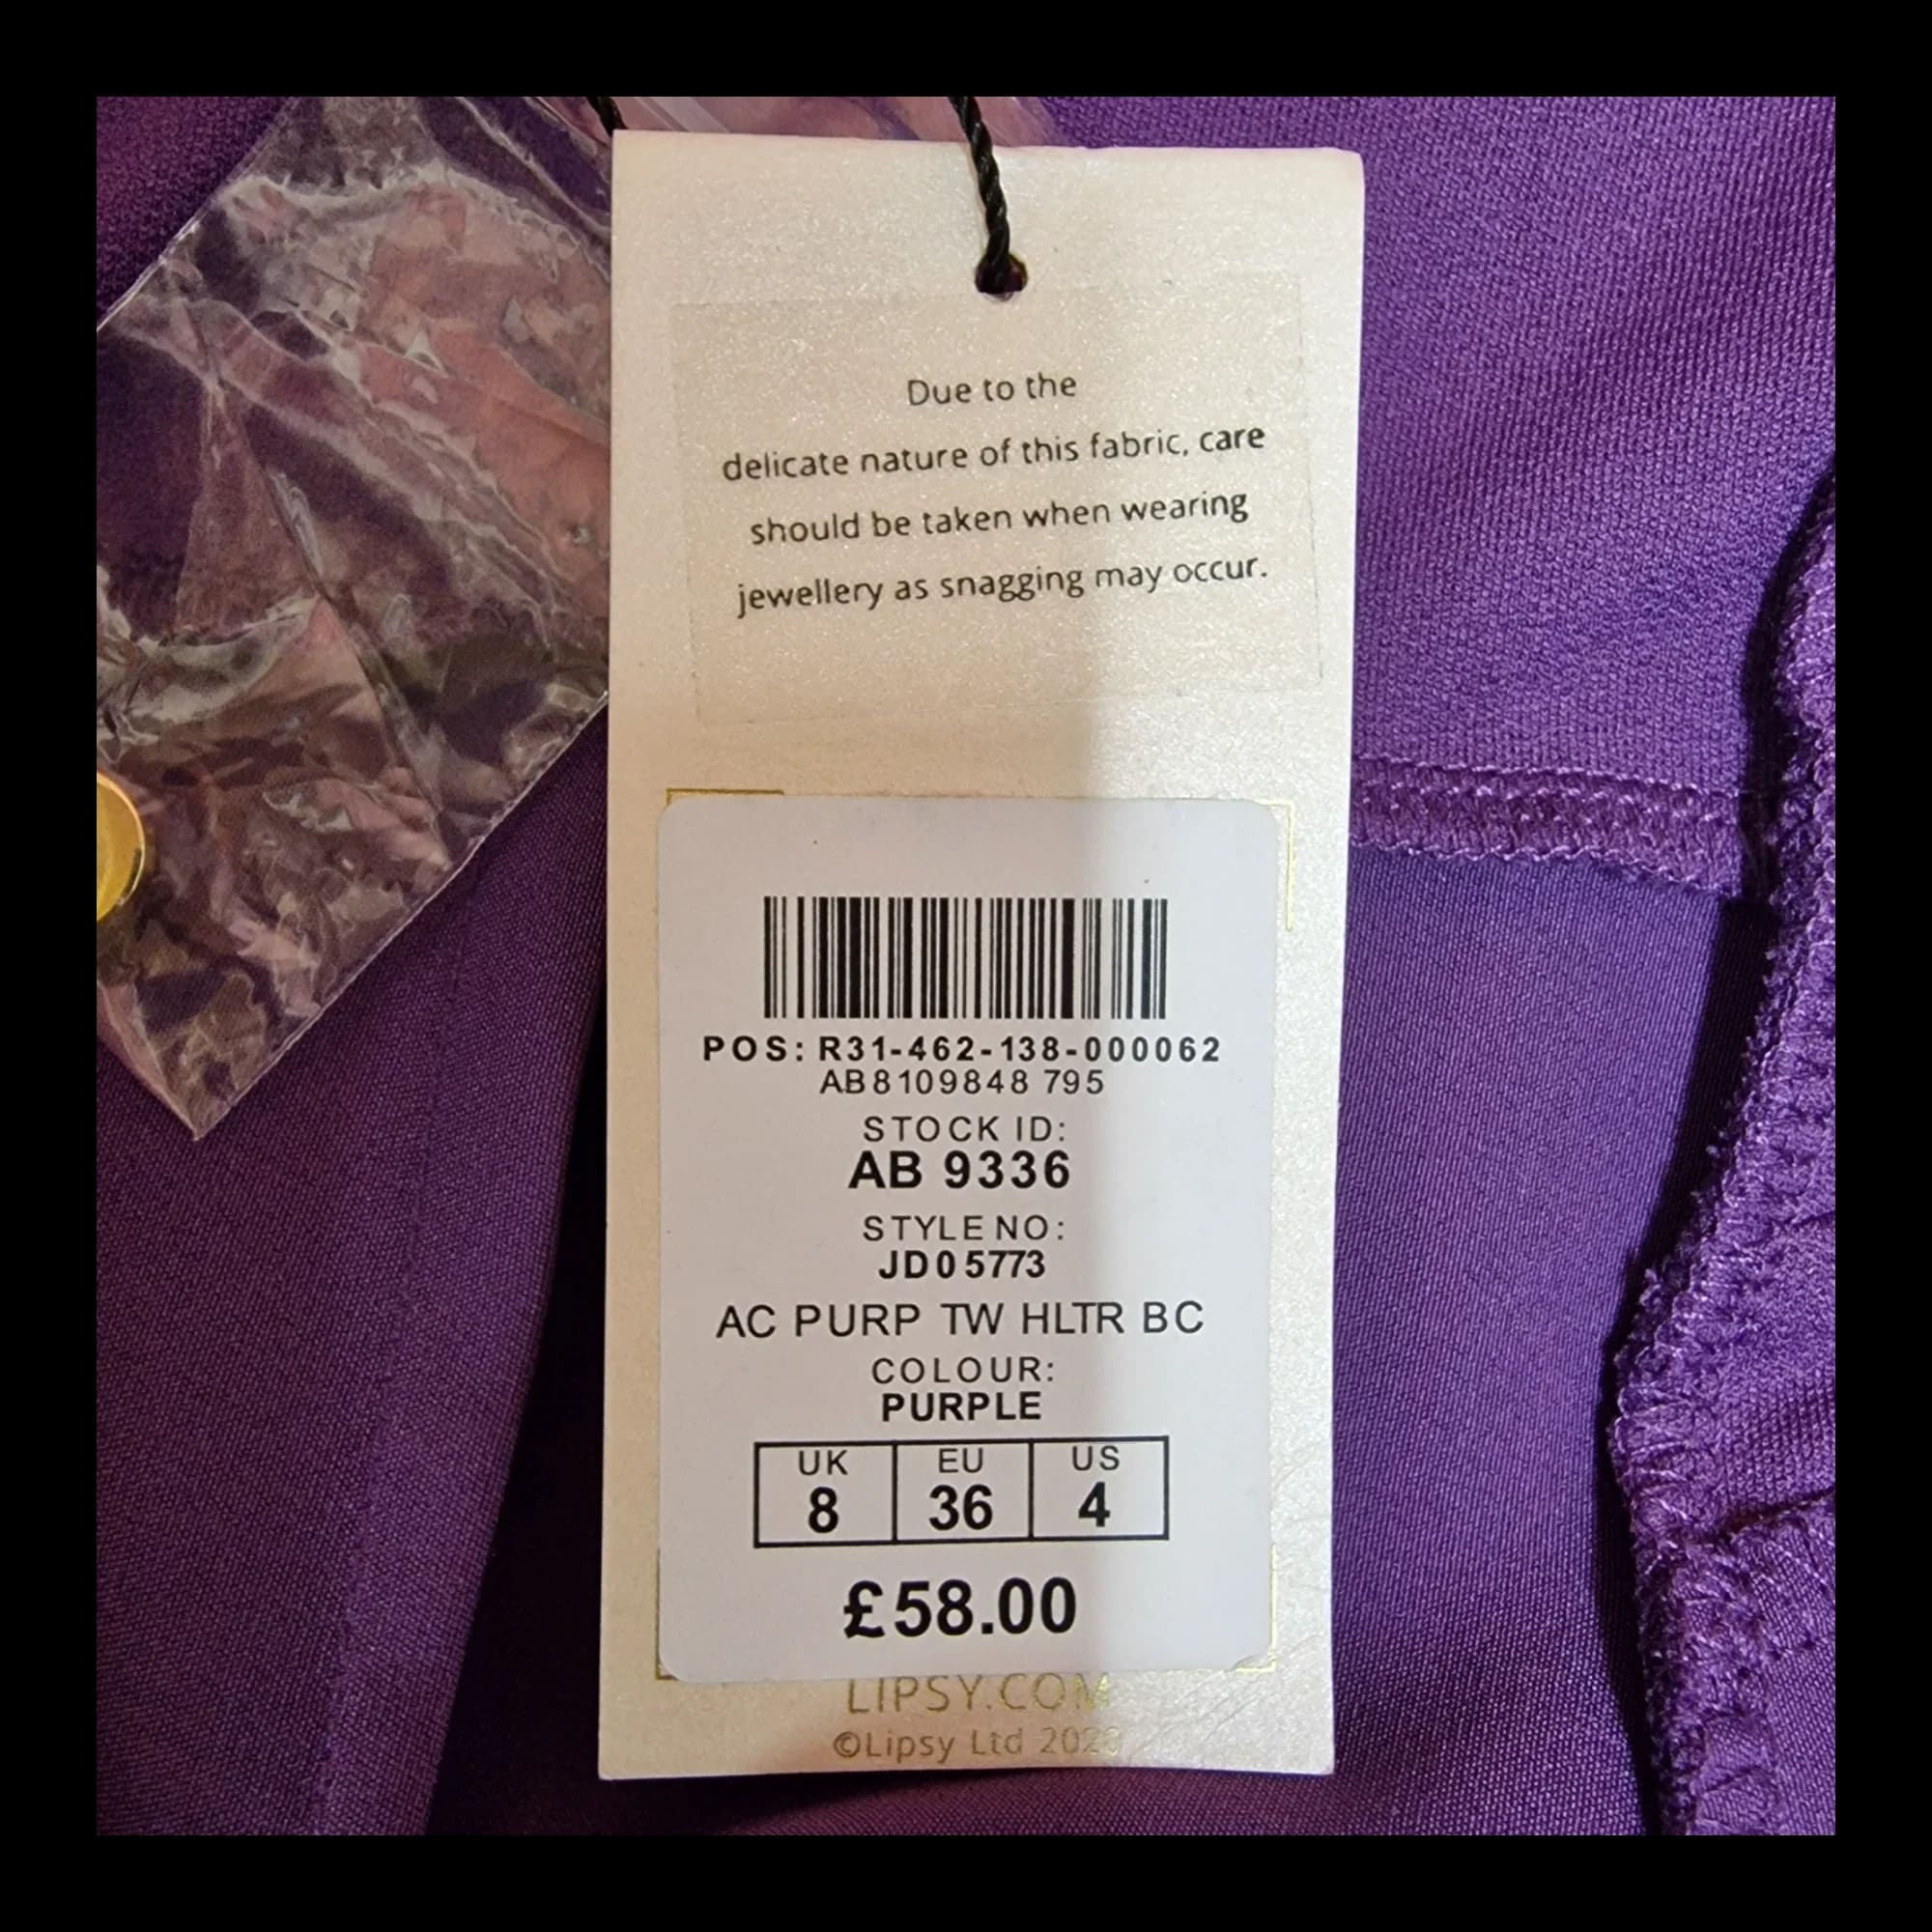 Due to the
delicate nature of this fabric, care
should be taken when wearing
jewellery as snagging may occur.
POS: R31-462-138-000062
AB8109848 795
STOCK ID:
AB 9336
STYLE NO:
JD05773
AC PURP TW HLTR BC
COLOUR:
PURPLE
UK EU US
8 36 4
£58.00
LIPSY.COM
©Lipsy Ltd